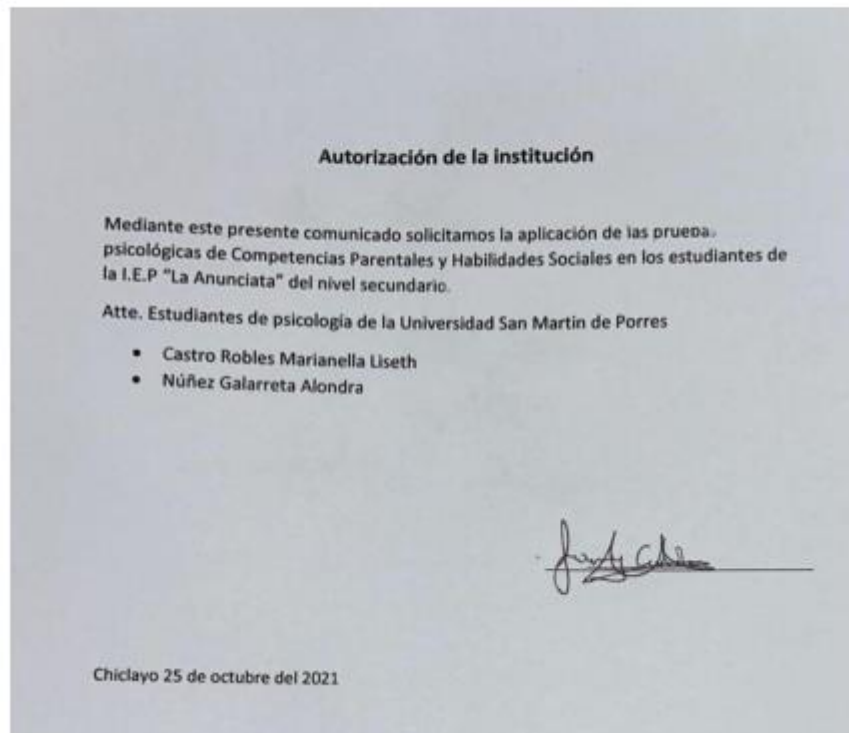 Autorización de la institución
Mediante este presente comunicado solicitamos la aplicación de las
psicológicas de Competencias Parentales y Habilidades Sociales en los estudiantes de
la I.E.P "La Anunciata" del nivel secundario.
Atte. Estudiantes de psicología de la Universidad San Martin de Porres
• Castro Robles Marianella Liseth
• Núñez Galarreta Alondra
Chiclayo 25 de octubre del 2021